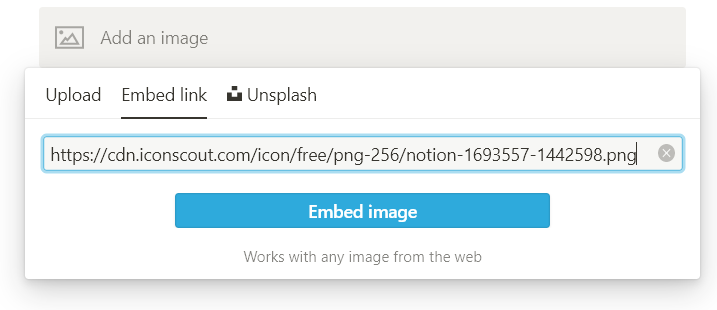 Add an image
Upload Embed link Unsplash
https://cdn.iconscout.com/icon/free/png-256/notion-1693557-1442598.png
Embed image
Works with any image from the web